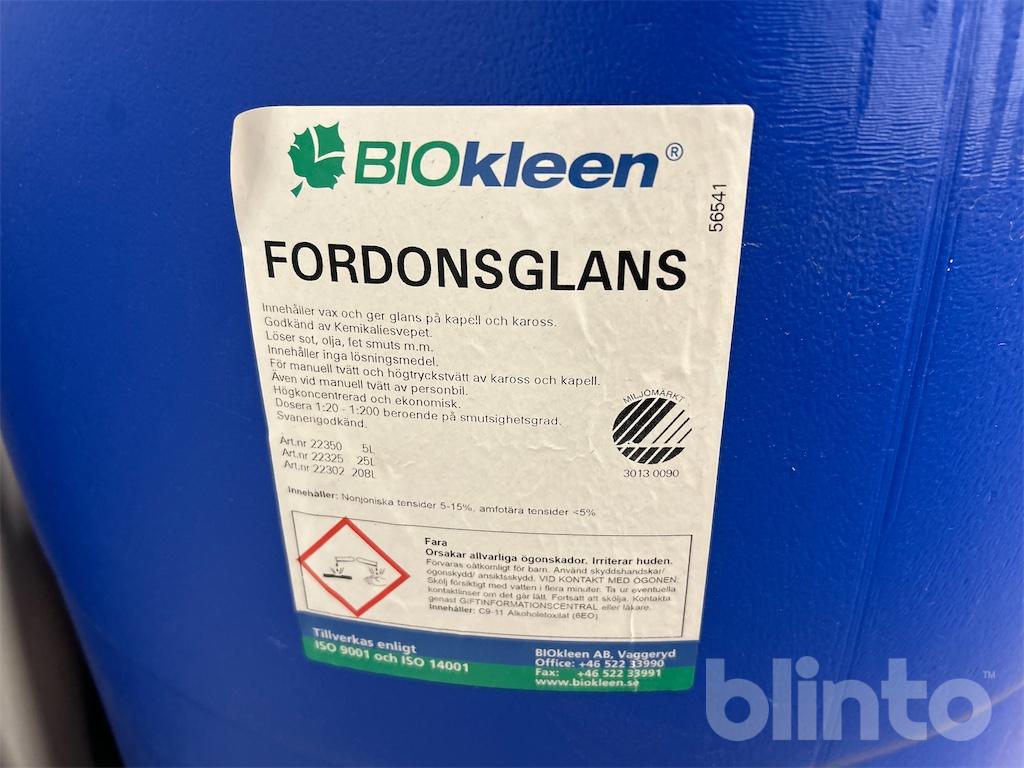 BIOkleen®
56541
FORDONSGLANS
Innehåller vax och ger glans på kapell och kaross.
Godkänd av Kemikaliesvepet.
Löser sot, olja, fet smuts m.m.
Innehåller inga lösningsmedel.
För manuell tvätt och högtryckstvätt av kaross och kapell.
Även vid manuell tvätt av personbil.
Högkoncentrerad och ekonomisk.
Dosera 1:20 - 1:200 beroende på smutsighetsgrad.
Svanengodkänd.
Art.nr 22350 5L
Art.nr 22325 25L
Art.nr 22302 208L
MILJÖMÄRKT
3013 0090
Innehåller: Nonjoniska tensider 5-15%, amfotära tensider <5%
Fara
Orsakar allvarliga ögonskador. Irriterar huden.
Förvaras oåtkomligt för barn. Använd skyddshandskar/
ögonskydd/ ansiktsskydd. VID KONTAKT MED ÖGONEN:
Skölj försiktigt med vatten i flera minuter. Ta ur eventuella
kontaktlinser om det går lätt. Fortsätt att skölja. Kontakta
genast GIFTINFORMATIONSCENTRAL eller läkare.
Innehåller: C9-11 Alkoholetoxilat (6EO)
Tillverkas enligt
ISO 9001 och ISO 14001
BIOkleen AB, Vaggeryd
Office: +46 522 33990
Fax: +46 522 33991
www.biokleen.se
blinto™